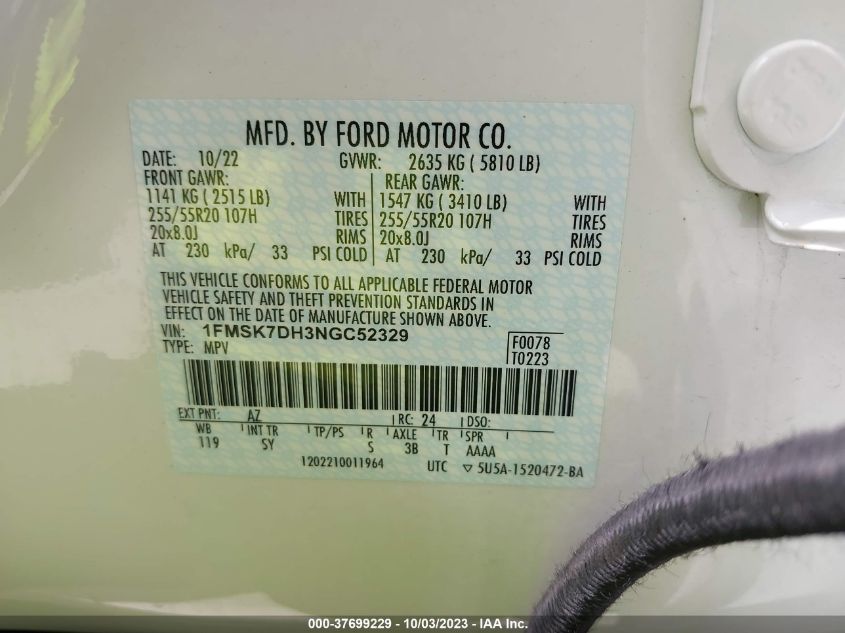 MFD. BY FORD MOTOR CO.
DATE: 10/22 GVWR: 2635 KG ( 5810 LB)
FRONT GAWR: REAR GAWR:
1141 KG ( 2515 LB) WITH 1547 KG ( 3410 LB) WITH
255/55R20 107H TIRES 255/55R20 107H TIRES
20x8.0J RIMS 20x8.0J RIMS
AT 230 kPa/ 33 PSI COLD AT 230 kPa/ 33 PSI COLD
THIS VEHICLE CONFORMS TO ALL APPLICABLE FEDERAL MOTOR
VEHICLE SAFETY AND THEFT PREVENTION STANDARDS IN
EFFECT ON THE DATE OF MANUFACTURE SHOWN ABOVE.
VIN: 1FMSK7DH3NGC52329 F0078
TYPE: MPV T0223
EXT PNT: AZ RC: 24 DSO:
WB INT TR TP/PS R AXLE TR SPR
119 SY S 3B T AAAA
1202210011964 UTC ▽ 5U5A-1520472-BA
000-37699229 - 10/03/2023 - IAA Inc.